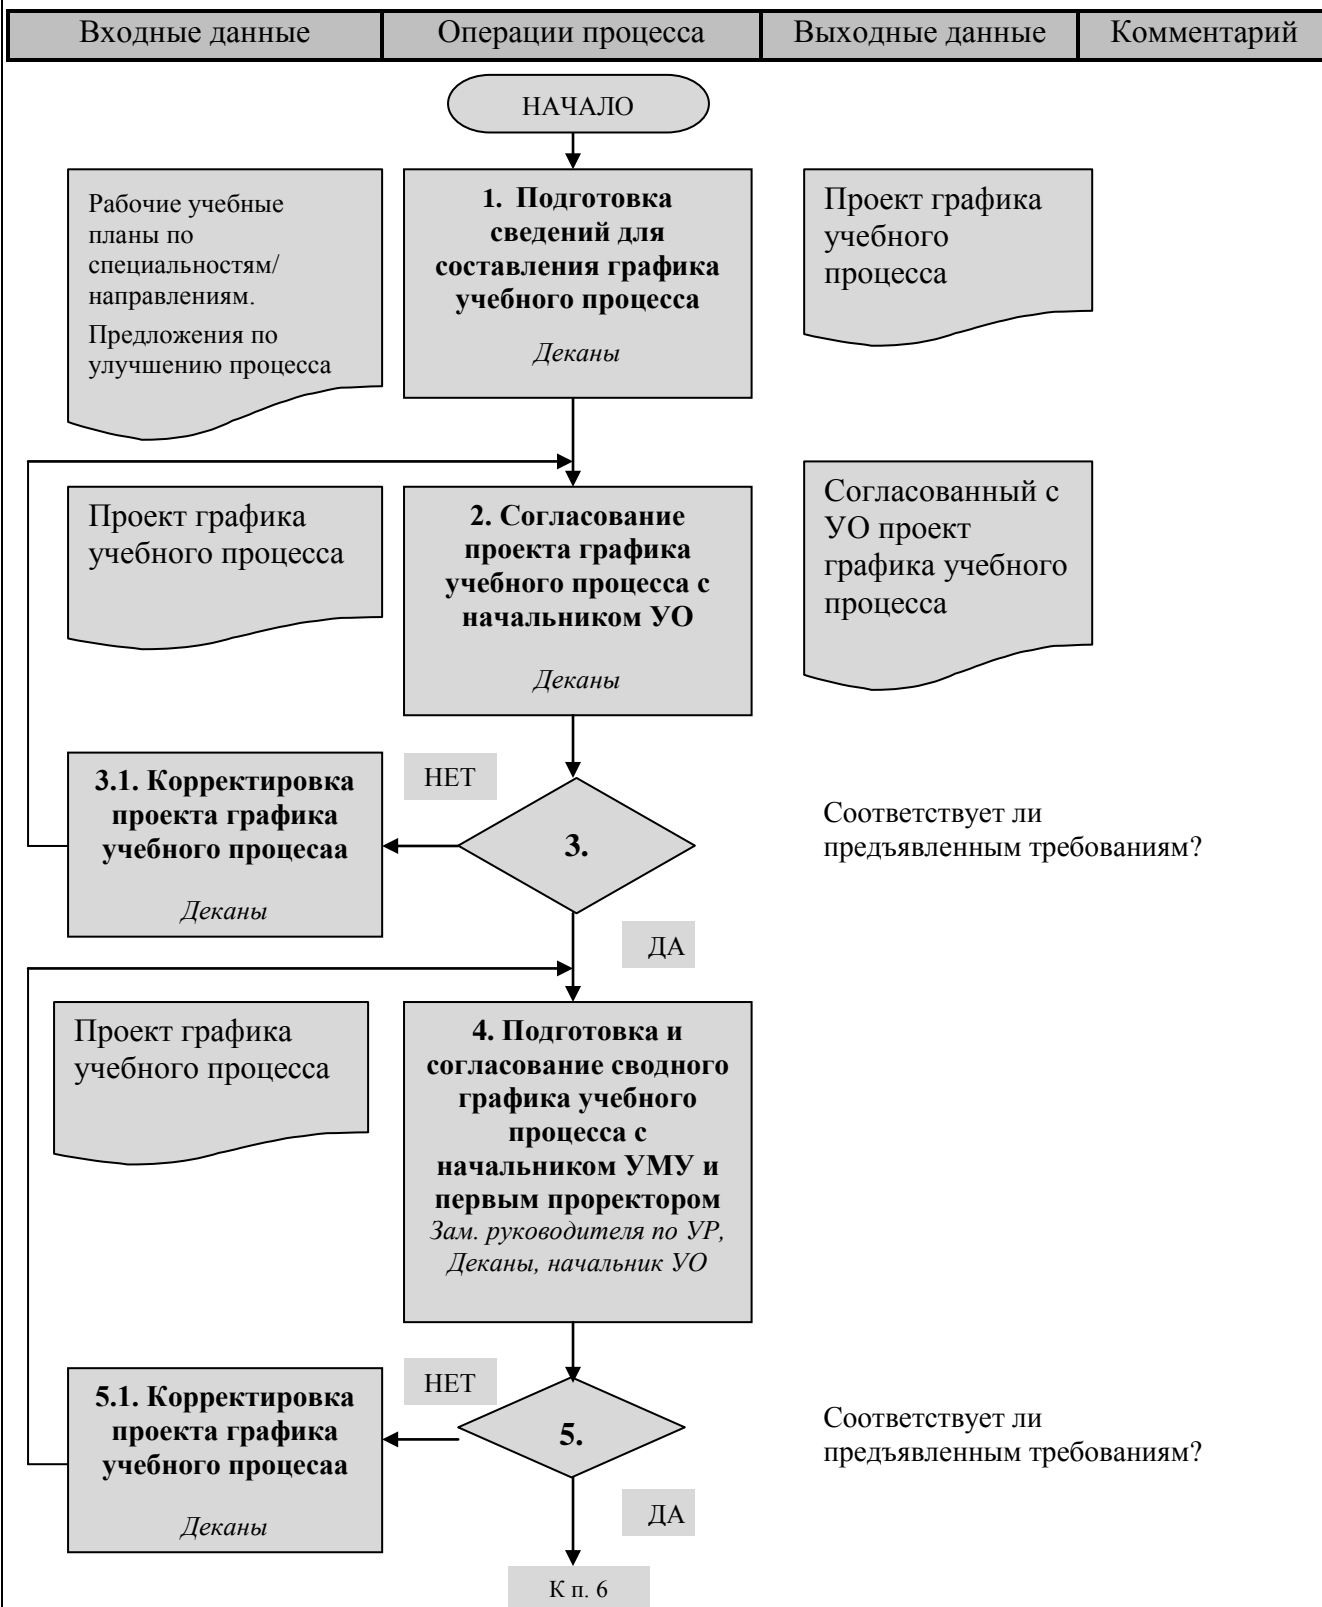 Входные данные
Операции процесса
Выходные данные
Комментарий
НАЧАЛО
Рабочие учебные
планы по
специальностям/
направлениям.
Предложения по
улучшению процесса
1. Подготовка
сведений для
составления графика
учебного процесса
Деканы
Проект графика
учебного
процесса
Проект графика
учебного процесса
2. Согласование
проекта графика
учебного процесса с
начальником УО
Деканы
Согласованный с
УО проект
графика учебного
процесса
3.1. Корректировка
проекта графика
учебного процесаа
Деканы
НЕТ
3.
Соответствует ли
предъявленным требованиям?
ДА
Проект графика
учебного процесса
4. Подготовка и
согласование сводного
графика учебного
процесса с
начальником УМУ и
первым проректором
Зам. руководителя по УР,
Деканы, начальник УО
5.1. Корректировка
проекта графика
учебного процесаа
Деканы
НЕТ
5.
Соответствует ли
предъявленным требованиям?
ДА
К п. 6